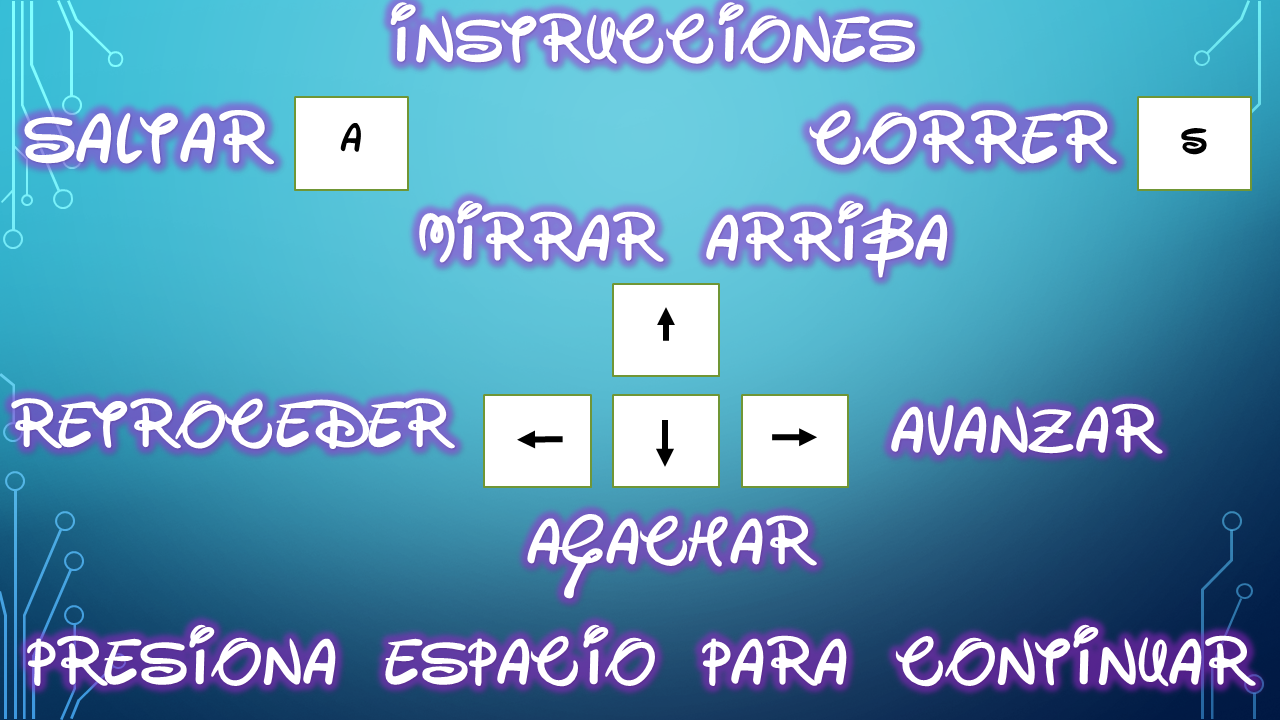 INSTRUCCIONES
SALTAR A CORRER S
MIRRAR ARRIBA
↑
RETROCEDER ← ↓ → AVANZAR
AGACHAR
PRESIONA ESPACIO PARA CONTINUAR